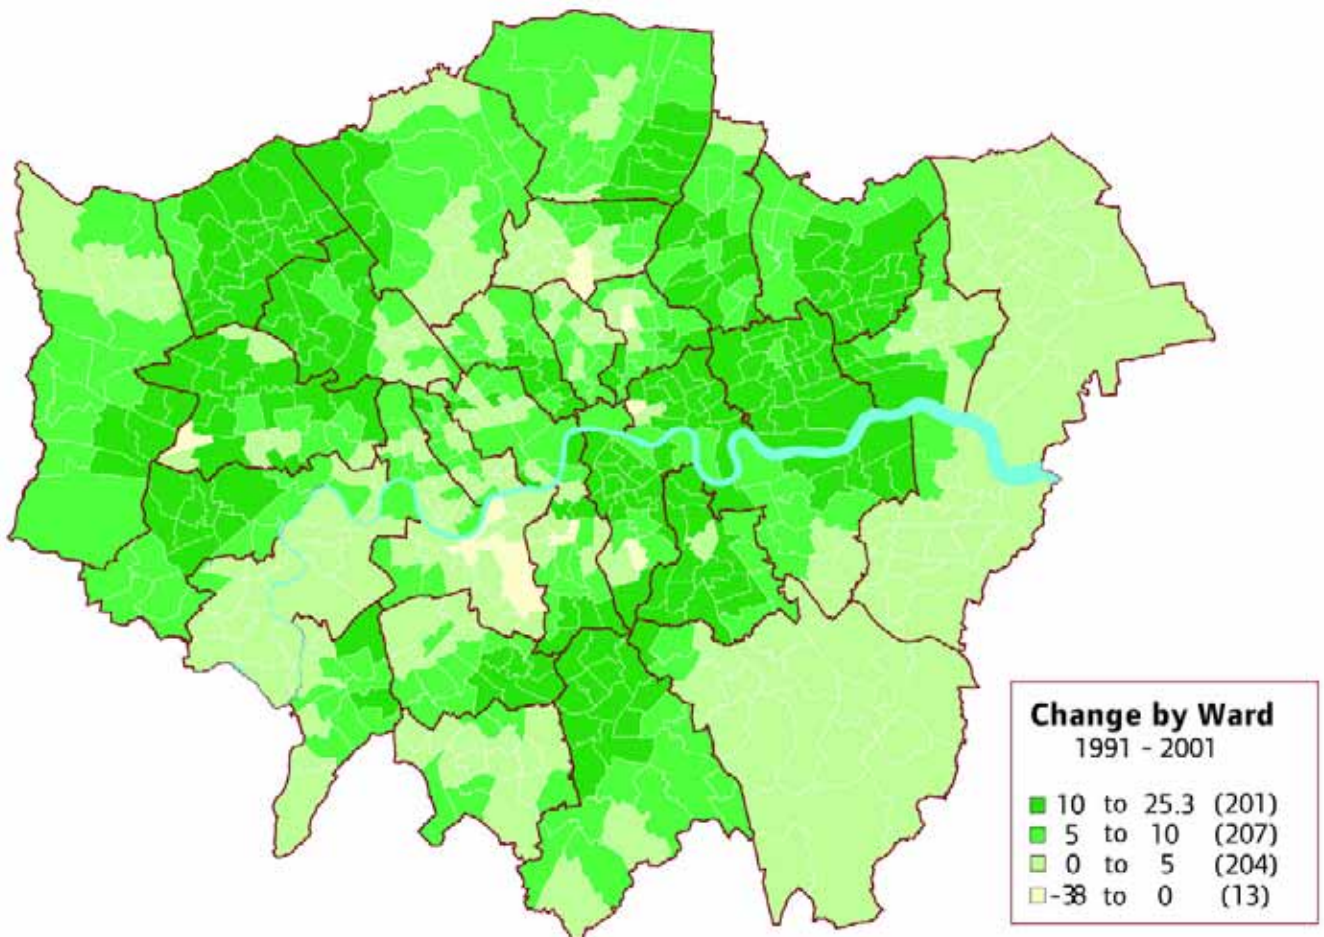 Change by Ward
1991 - 2001
10 to 25.3 (201)
5 to 10 (207)
0 to 5 (204)
-38 to 0 (13)